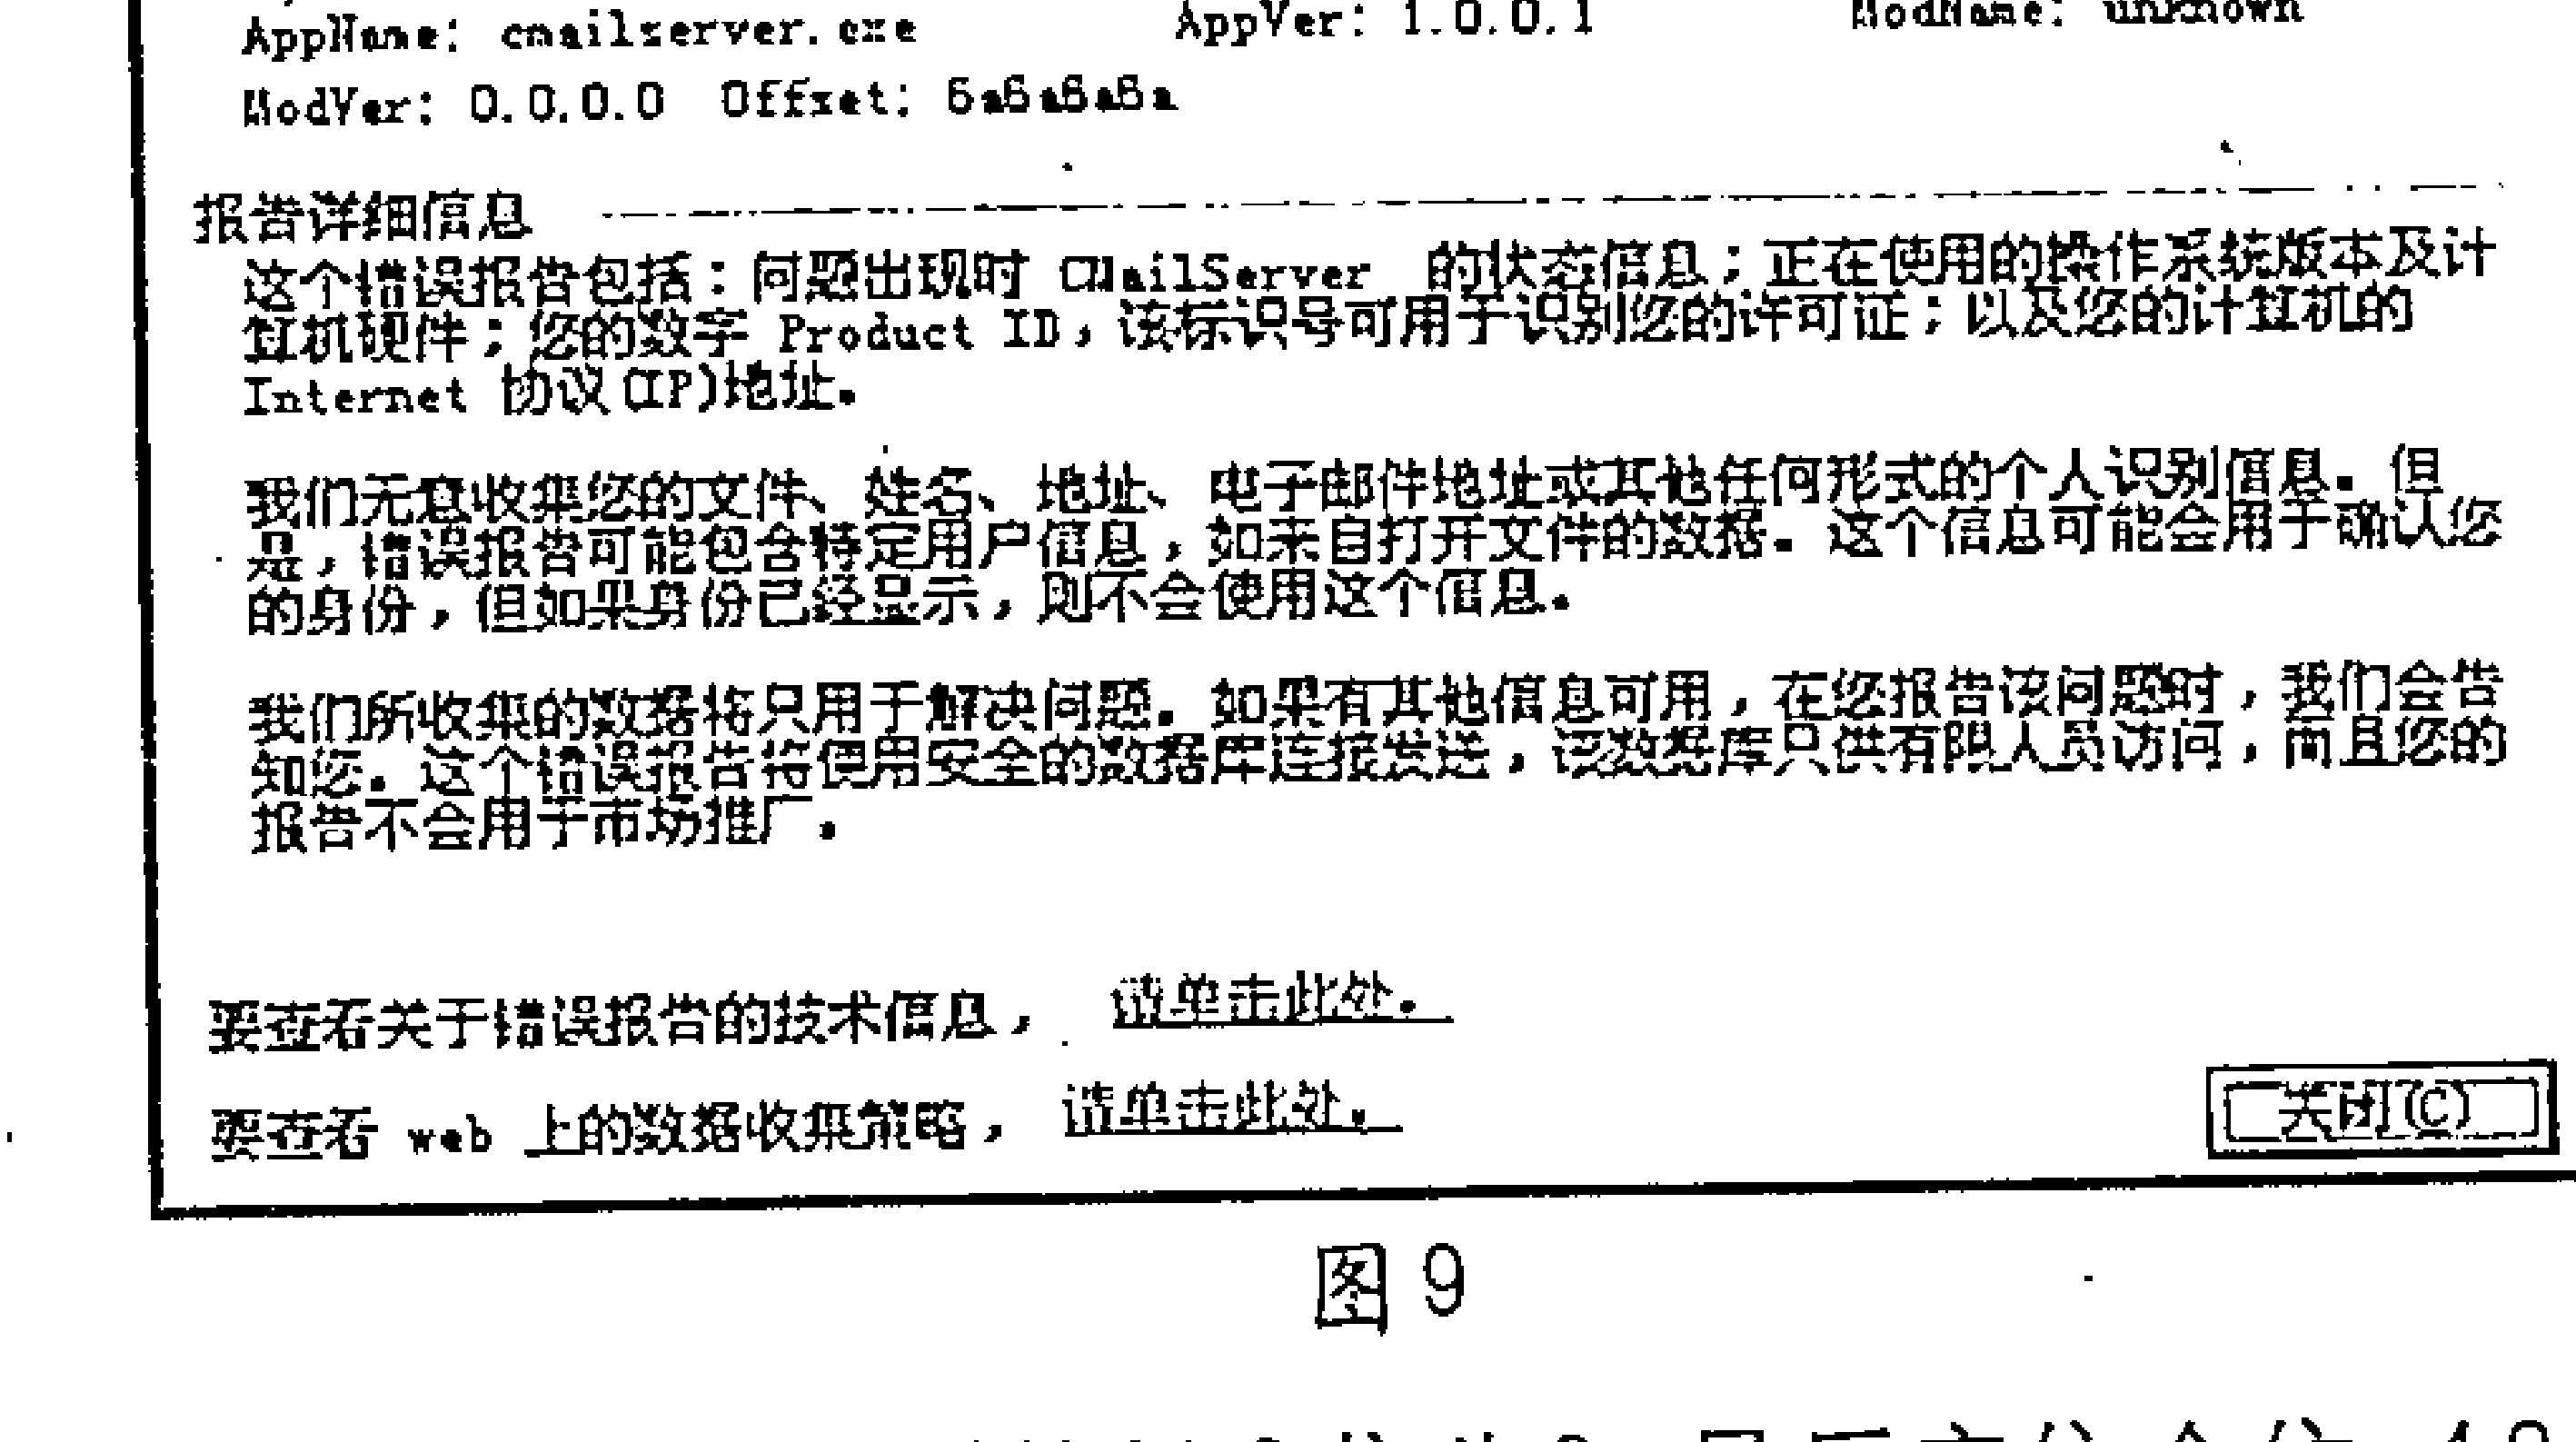 AppName: cmailserver.exe AppVer: 1.0.0.1 ModName: unknown
ModVer: 0.0.0.0 Offset: 6a6a6a6a
报告详细信息
这个错误报告包括：问题出现时 CMailServer 的状态信息；正在使用的操作系统版本及计
算机硬件；您的数字 Product ID，该标识号可用于识别您的许可证；以及您的计算机的
Internet 协议(IP)地址。
我们无意收集您的文件、姓名、地址、电子邮件地址或其他任何形式的个人识别信息。但
是，错误报告可能包含特定用户信息，如来自打开文件的数据。这个信息可能会用于确认您
的身份，但如果身份已经显示，则不会使用这个信息。
我们所收集的数据将只用于解决问题。如果有其他信息可用，在您报告该问题时，我们会告
知您。这个错误报告将使用安全的数据库连接发送，该数据库只供有限人员访问，而且您的
报告不会用于市场推广。
要查看关于错误报告的技术信息， 请单击此处。
要查看 web 上的数据收集策略， 请单击此处。
关闭(C)
图 9